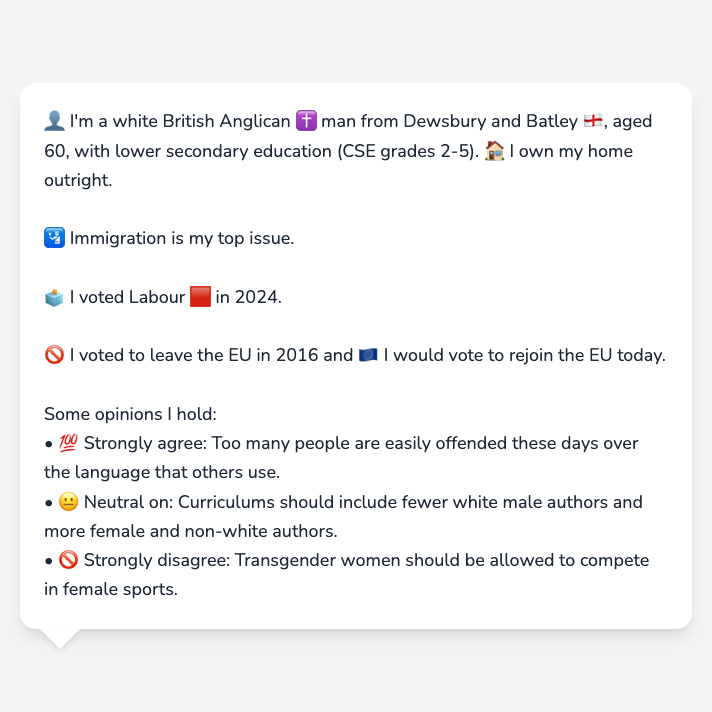 👤 I'm a white British Anglican ✝️ man from Dewsbury and Batley 🏴󠁧󠁢󠁥󠁮󠁧󠁿, aged
60, with lower secondary education (CSE grades 2-5). 🏠 I own my home
outright.
🛂 Immigration is my top issue.
🗳️ I voted Labour 🟥 in 2024.
🚫 I voted to leave the EU in 2016 and 🇪🇺 I would vote to rejoin the EU today.
Some opinions I hold:
• 💯 Strongly agree: Too many people are easily offended these days over
the language that others use.
• 😐 Neutral on: Curriculums should include fewer white male authors and
more female and non-white authors.
• 🚫 Strongly disagree: Transgender women should be allowed to compete
in female sports.